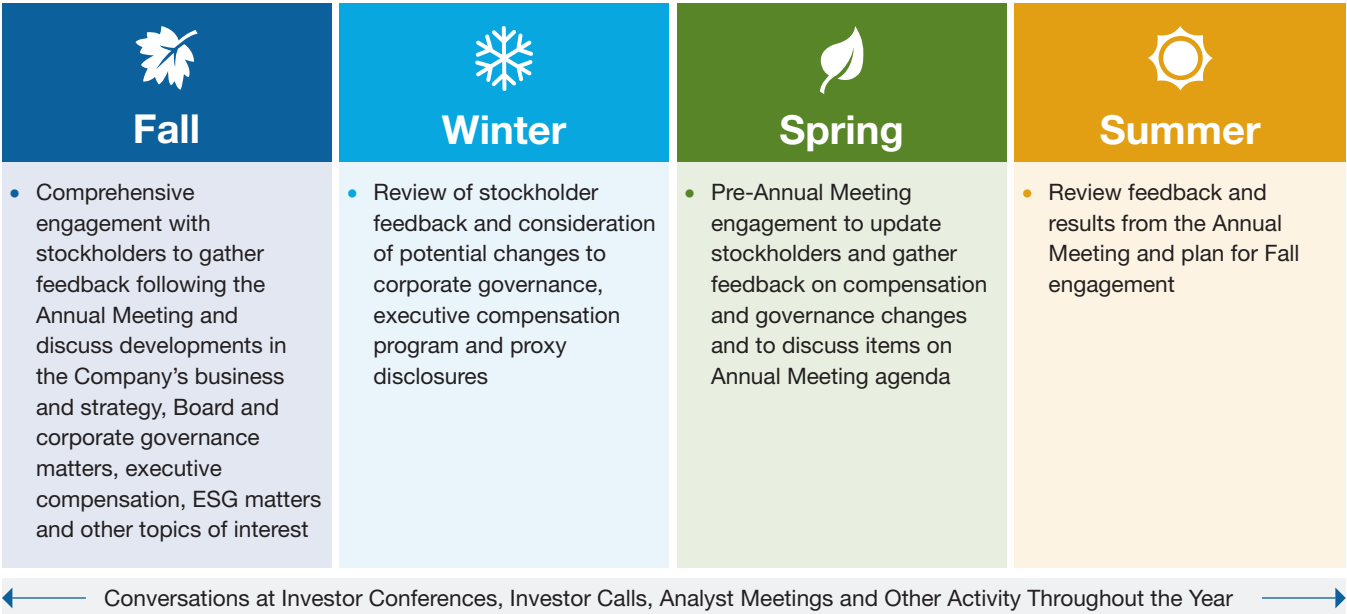 Fall
Comprehensive
engagement with
stockholders to gather
feedback following the
Annual Meeting and
discuss developments in
the Company’s business
and strategy, Board and
corporate governance
matters, executive
compensation, ESG matters
and other topics of interest
Winter
Review of stockholder
feedback and consideration
of potential changes to
corporate governance,
executive compensation
program and proxy
disclosures
Spring
Pre-Annual Meeting
engagement to update
stockholders and gather
feedback on compensation
and governance changes
and to discuss items on
Annual Meeting agenda
Summer
Review feedback and
results from the Annual
Meeting and plan for Fall
engagement
Conversations at Investor Conferences, Investor Calls, Analyst Meetings and Other Activity Throughout the Year